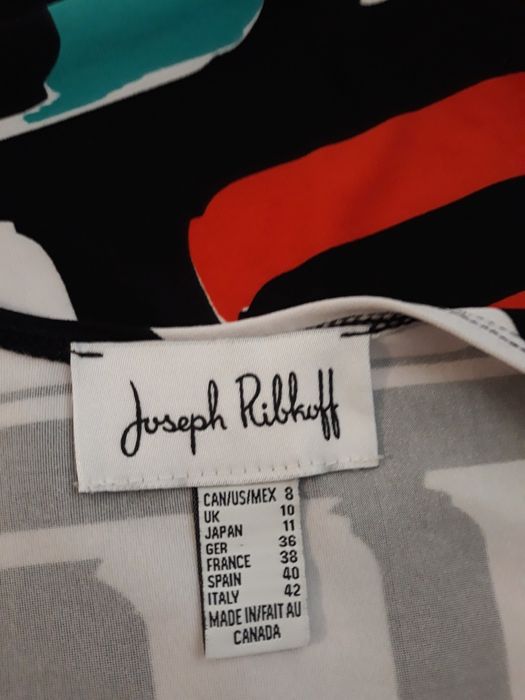 Joseph Ribkoff
CAN/US/MEX 8
UK 10
JAPAN 11
GER 36
FRANCE 38
SPAIN 40
ITALY 42
MADE IN/FAIT AU
CANADA